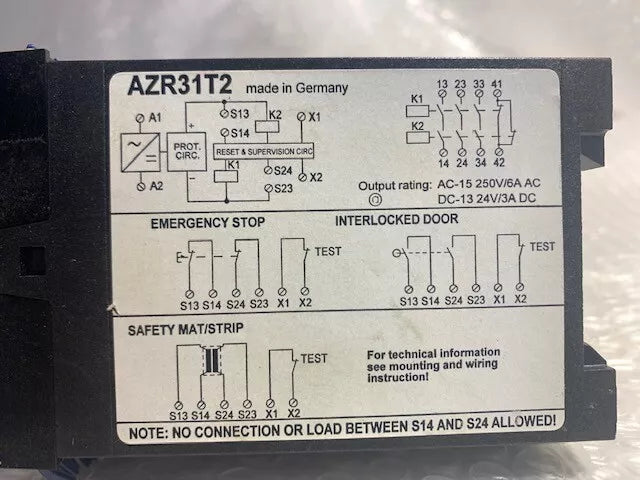 AZR31T2 made in Germany
13 23 33 41
A1 + S13 K2 X1 K1
S14
PROT. CIRC. RESET & SUPERVISION CIRC K2
K1 S24
A2 - S23 X2
14 24 34 42
Output rating: AC-15 250V/6A AC
DC-13 24V/3A DC
EMERGENCY STOP INTERLOCKED DOOR
TEST TEST
S13 S14 S24 S23 X1 X2 S13 S14 S24 S23 X1 X2
SAFETY MAT/STRIP
TEST
For technical information
see mounting and wiring
instruction!
S13 S14 S24 S23 X1 X2
NOTE: NO CONNECTION OR LOAD BETWEEN S14 AND S24 ALLOWED!